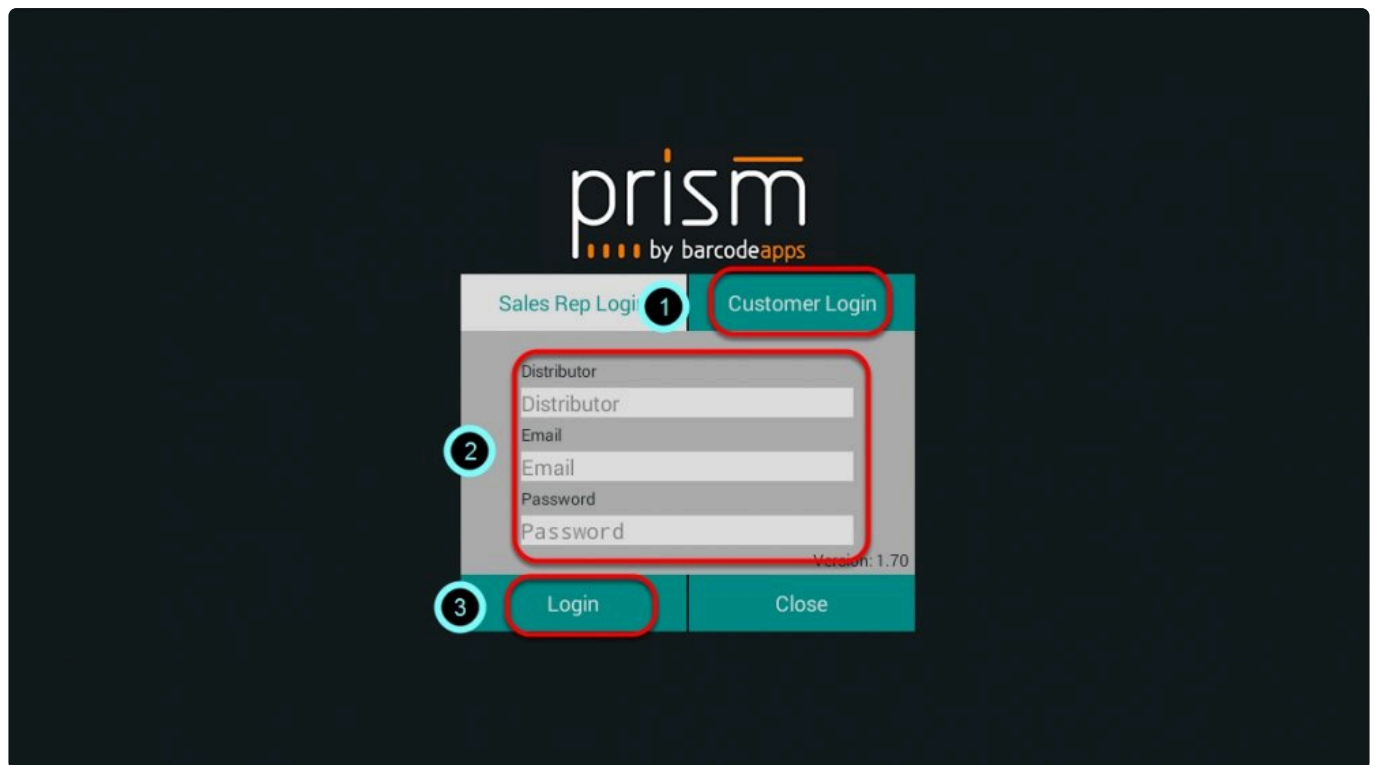 prism
by barcodeapps
Sales Rep Logi 1 Customer Login
Distributor
Distributor
Email
2
Email
Password
Password
Version: 1.70
3 Login Close